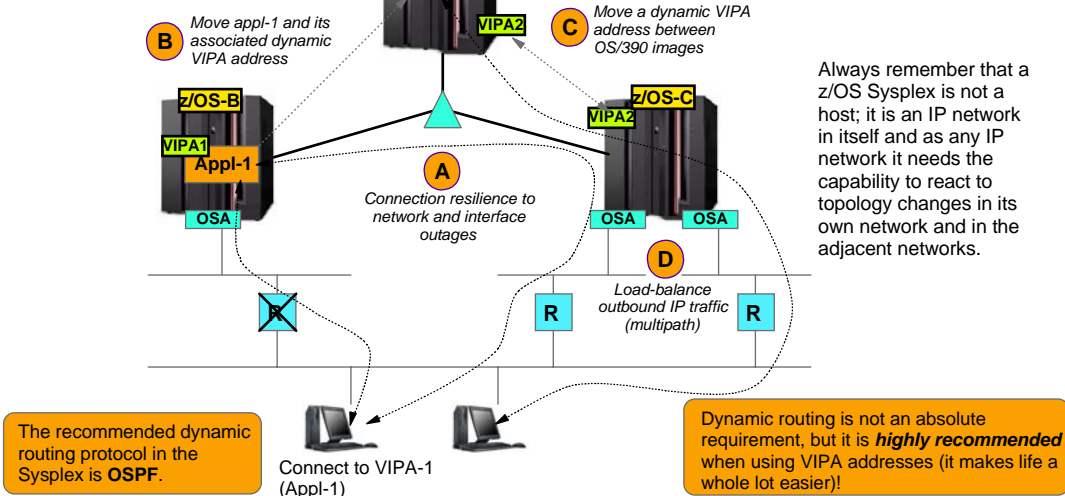 VIPA2
B
Move appl-1 and its
associated dynamic
VIPA address
C
Move a dynamic VIPA
address between
OS/390 images
z/OS-B
VIPA1
Appl-1
OSA
z/OS-C
VIPA2
OSA
OSA
A
Connection resilience to
network and interface
outages
D
Load-balance
outbound IP traffic
(multipath)
R
R
R
Always remember that a
z/OS Sysplex is not a
host; it is an IP network
in itself and as any IP
network it needs the
capability to react to
topology changes in its
own network and in the
adjacent networks.
The recommended dynamic
routing protocol in the
Sysplex is OSPF.
Connect to VIPA-1
(Appl-1)
Dynamic routing is not an absolute
requirement, but it is highly recommended
when using VIPA addresses (it makes life a
whole lot easier)!